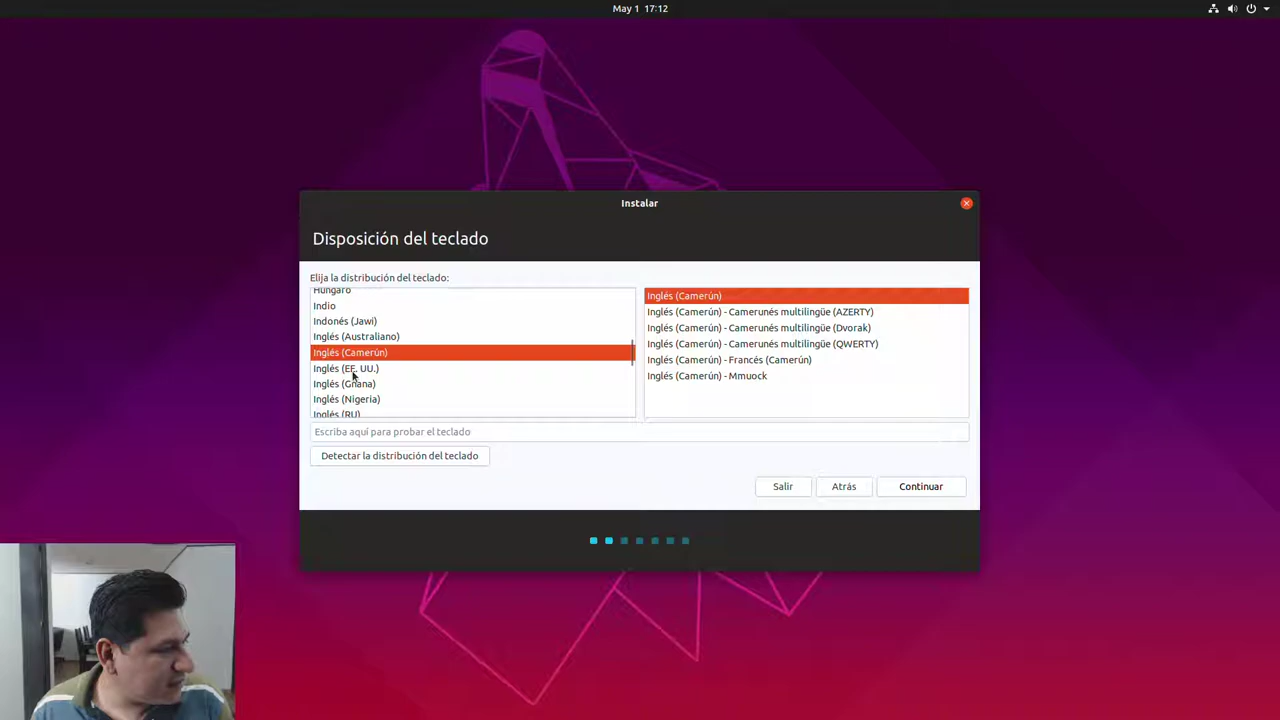 May 1 17:12
Instalar
Disposición del teclado
Elija la distribución del teclado:
Húngaro
Indio
Indonés (Jawi)
Inglés (Australiano)
Inglés (Camerún)
Inglés (EE. UU.)
Inglés (Ghana)
Inglés (Nigeria)
Inglés (RU)
Inglés (Camerún)
Inglés (Camerún) - Camerunés multilingüe (AZERTY)
Inglés (Camerún) - Camerunés multilingüe (Dvorak)
Inglés (Camerún) - Camerunés multilingüe (QWERTY)
Inglés (Camerún) - Francés (Camerún)
Inglés (Camerún) - Mmuock
Escriba aquí para probar el teclado
Detectar la distribución del teclado
Salir
Atrás
Continuar